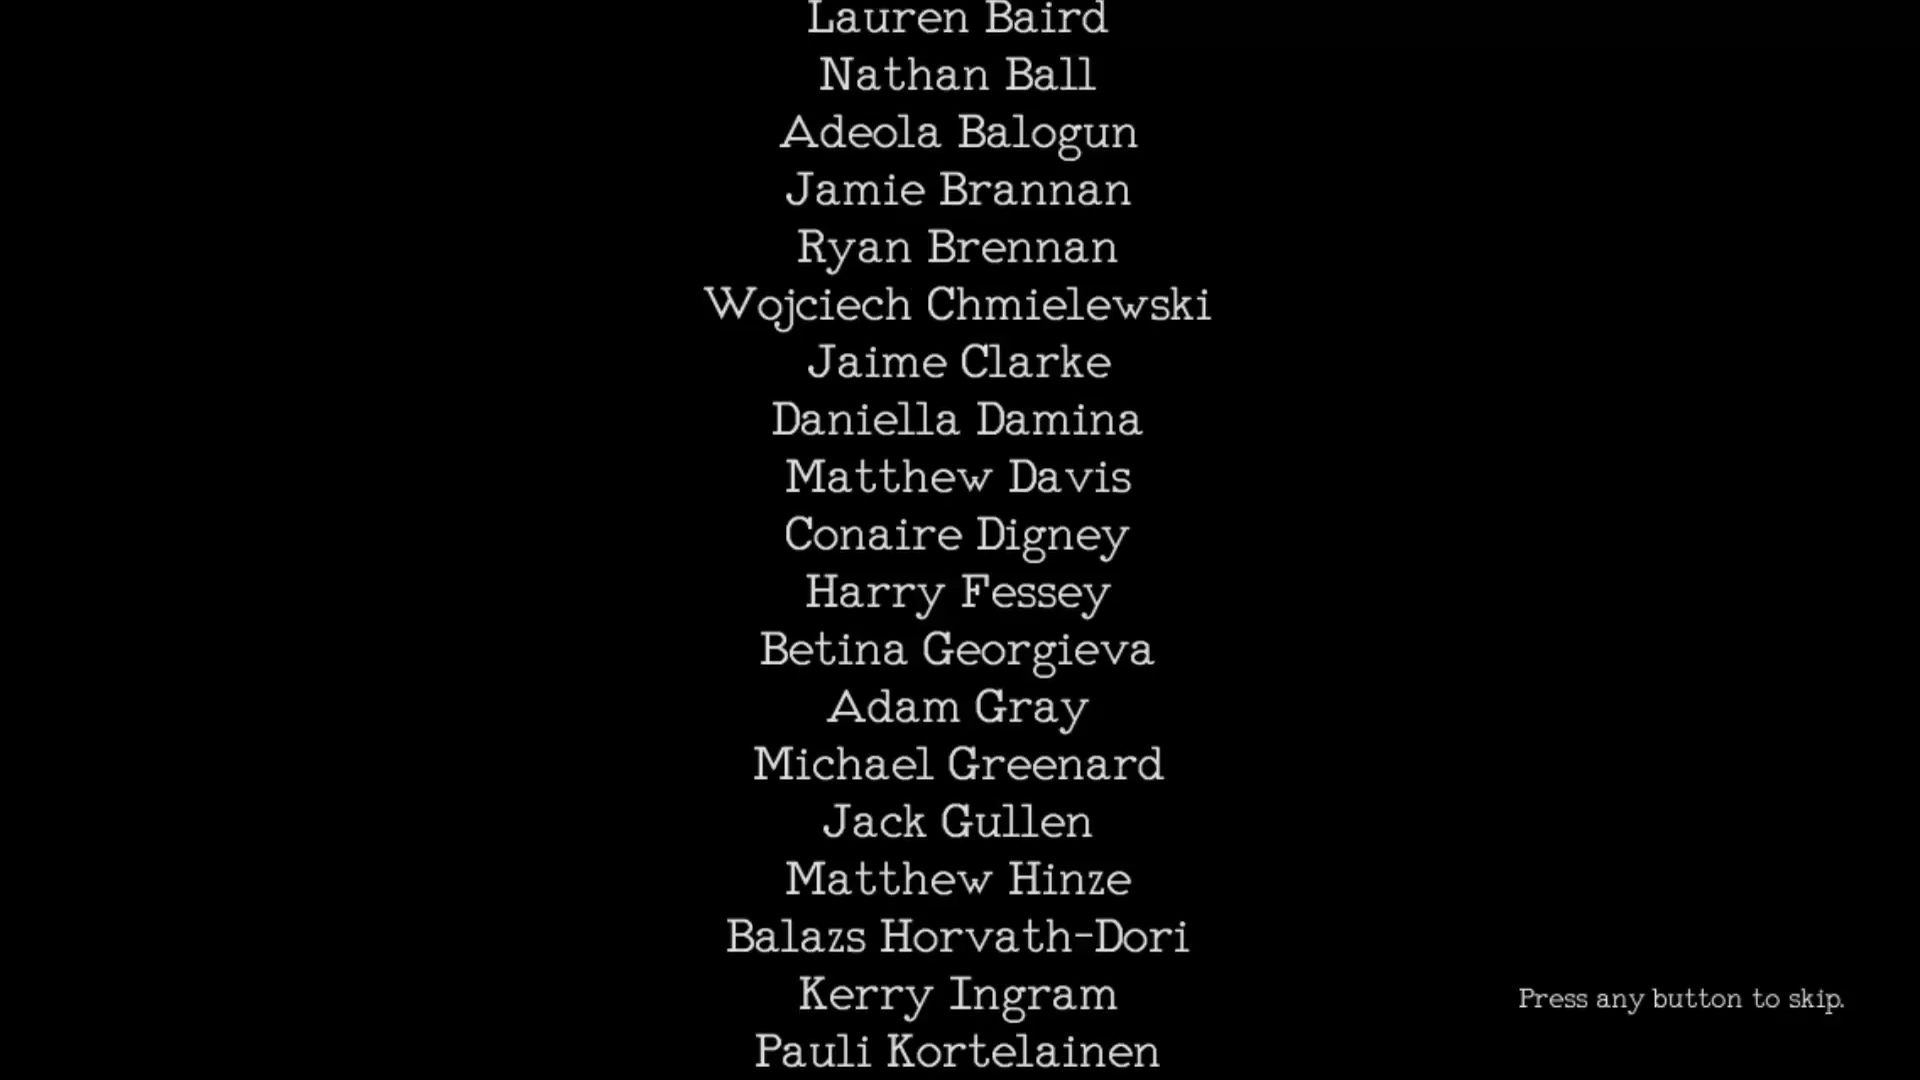 Lauren Baird
Nathan Ball
Adeola Balogun
Jamie Brannan
Ryan Brennan
Wojciech Chmielewski
Jaime Clarke
Daniella Damina
Matthew Davis
Conaire Digney
Harry Fessey
Betina Georgieva
Adam Gray
Michael Greenard
Jack Gullen
Matthew Hinze
Balazs Horvath-Dori
Kerry Ingram
Press any button to skip.
Pauli Kortelainen